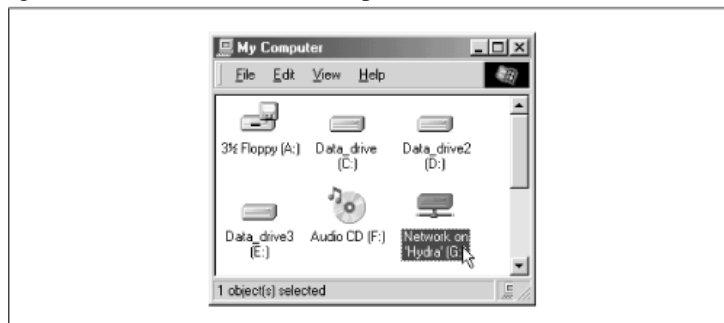 My Computer
File Edit View Help
3½ Floppy (A:)
Data_drive
(C:)
Data_drive2
(D:)
Data_drive3
(E:)
Audio CD (F:)
Network on
'Hydra' (G:
1 object(s) selected